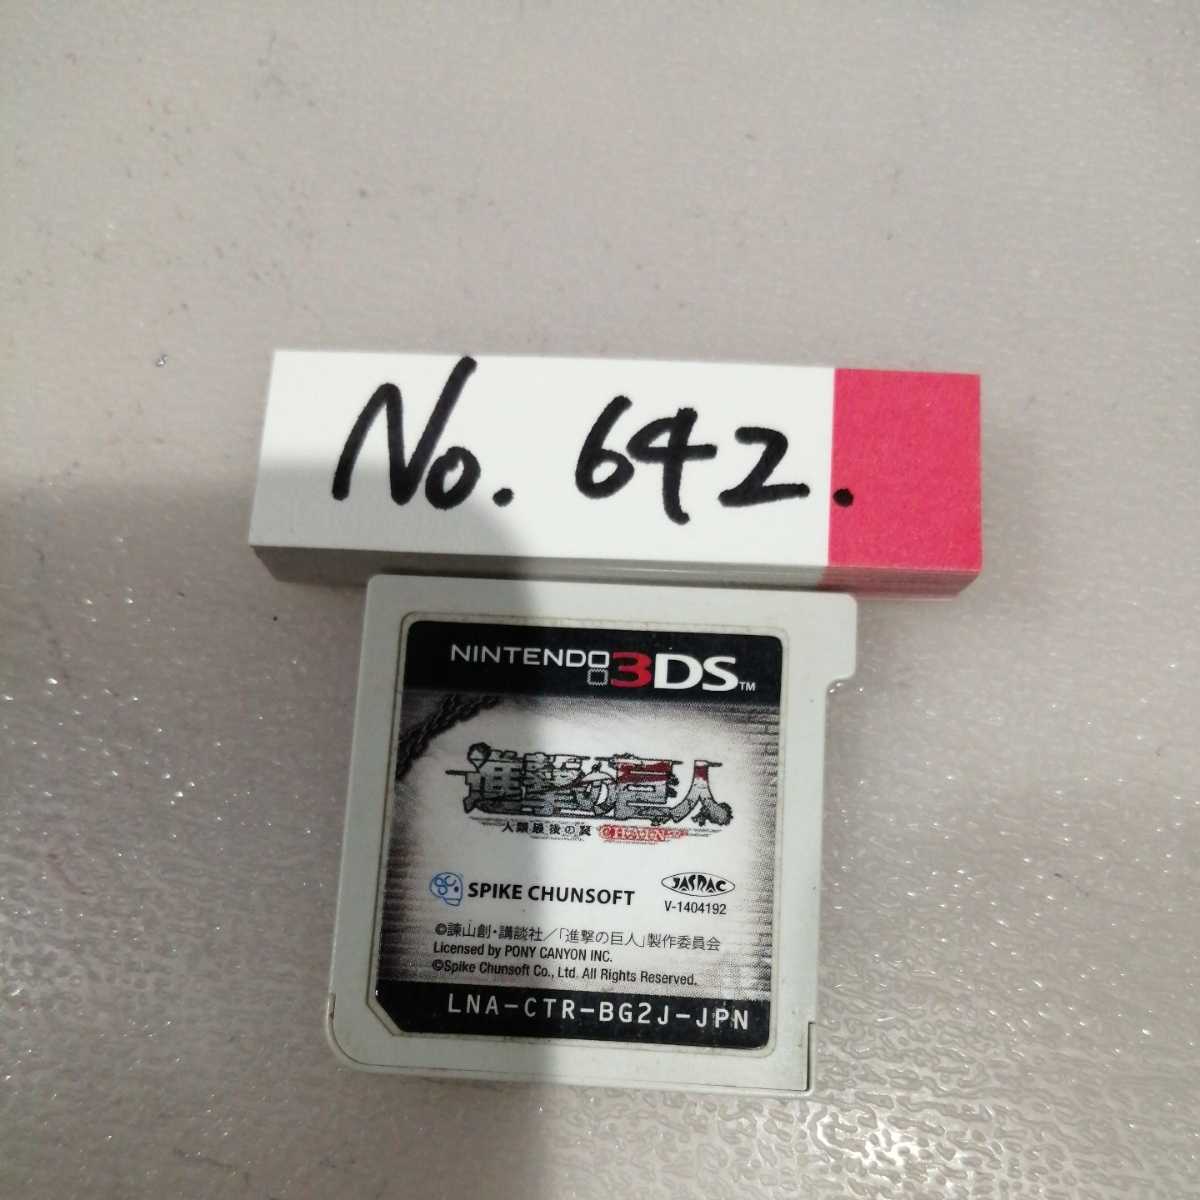 No. 642.
NINTENDO 3DS™
進撃の巨人
人類最後の翼 CHAIN
SPIKE CHUNSOFT
JASRAC
V-1404192
©諫山創・講談社／「進撃の巨人」製作委員会
Licensed by PONY CANYON INC.
©Spike Chunsoft Co., Ltd. All Rights Reserved.
LNA-CTR-BG2J-JPN